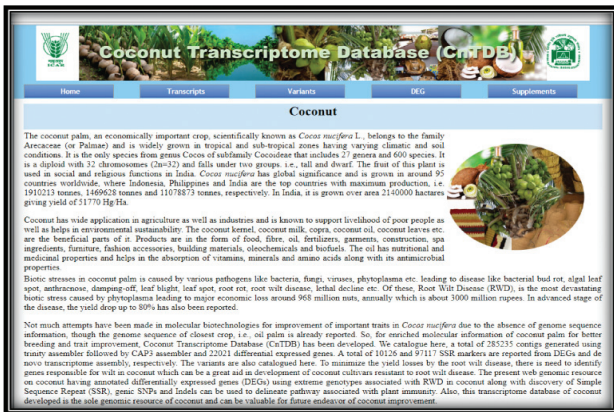 ICAR
Coconut Transcriptome Database (CnTDB)
Home Transcripts Variants DEG Supplements
Coconut
The coconut palm, an economically important crop, scientifically known as Cocos nucifera L., belongs to the family
Arecaceae (or Palmae) and is widely grown in tropical and sub-tropical zones having varying climatic and soil
conditions. It is the only species from genus Cocos of subfamily Cocoideae that includes 27 genera and 600 species. It
is a diploid with 32 chromosomes (2n=32) and falls under two groups. i.e., tall and dwarf. The fruit of this plant is
used in social and religious functions in India. Cocos nucifera has global significance and is grown in around 95
countries worldwide, where Indonesia, Philippines and India are the top countries with maximum production, i.e.
1910213 tonnes, 1469628 tonnes and 11078873 tonnes, respectively. In India, it is grown over area 2140000 hectares
giving yield of 51770 Hg/Ha.
Coconut has wide application in agriculture as well as industries and is known to support livelihood of poor people as
well as helps in environmental sustainability. The coconut kernel, coconut milk, copra, coconut oil, coconut leaves etc.
are the beneficial parts of it. Products are in the form of food, fibre, oil, fertilizers, garments, construction, spa
ingredients, furniture, fashion accessories, building materials, oleochemicals and biofuels. The oil has nutritional and
medicinal properties and helps in the absorption of vitamins, minerals and amino acids along with its antimicrobial
properties.
Biotic stresses in coconut palm is caused by various pathogens like bacteria, fungi, viruses, phytoplasma etc. leading to disease like bacterial bud rot, algal leaf
spot, anthracnose, damping-off, leaf blight, leaf spot, root rot, root wilt disease, lethal decline etc. Of these, Root Wilt Disease (RWD), is the most devastating
biotic stress caused by phytoplasma leading to major economic loss around 968 million nuts, annually which is about 3000 million rupees. In advanced stage of
the disease, the yield drop up to 80% has also been reported.
Not much attempts have been made in molecular biotechnologies for improvement of important traits in Cocos nucifera due to the absence of genome sequence
information, though the genome sequence of closest crop, i.e., oil palm is already reported. So, for enriched molecular information of coconut palm for better
breeding and trait improvement, Coconut Transcriptome Database (CnTDB) has been developed. We catalogue here, a total of 285235 contigs generated using
trinity assembler followed by CAP3 assembler and 22021 differential expressed genes. A total of 10126 and 97117 SSR markers are reported from DEGs and de
novo transcriptome assembly, respectively. The variants are also catalogued here. To minimize the yield losses by the root wilt disease, there is need to identify
genes responsible for wilt in coconut which can be a great aid in development of coconut cultivars resistant to root wilt disease. The present web genomic resource
on coconut having annotated differentially expressed genes (DEGs) using extreme genotypes associated with RWD in coconut along with discovery of Simple
Sequence Repeat (SSR), genic SNPs and Indels can be used to delineate pathway associated with plant immunity. Also, this transcriptome database of coconut
developed is the sole genomic resource of coconut and can be valuable for future endeavor of coconut improvement.